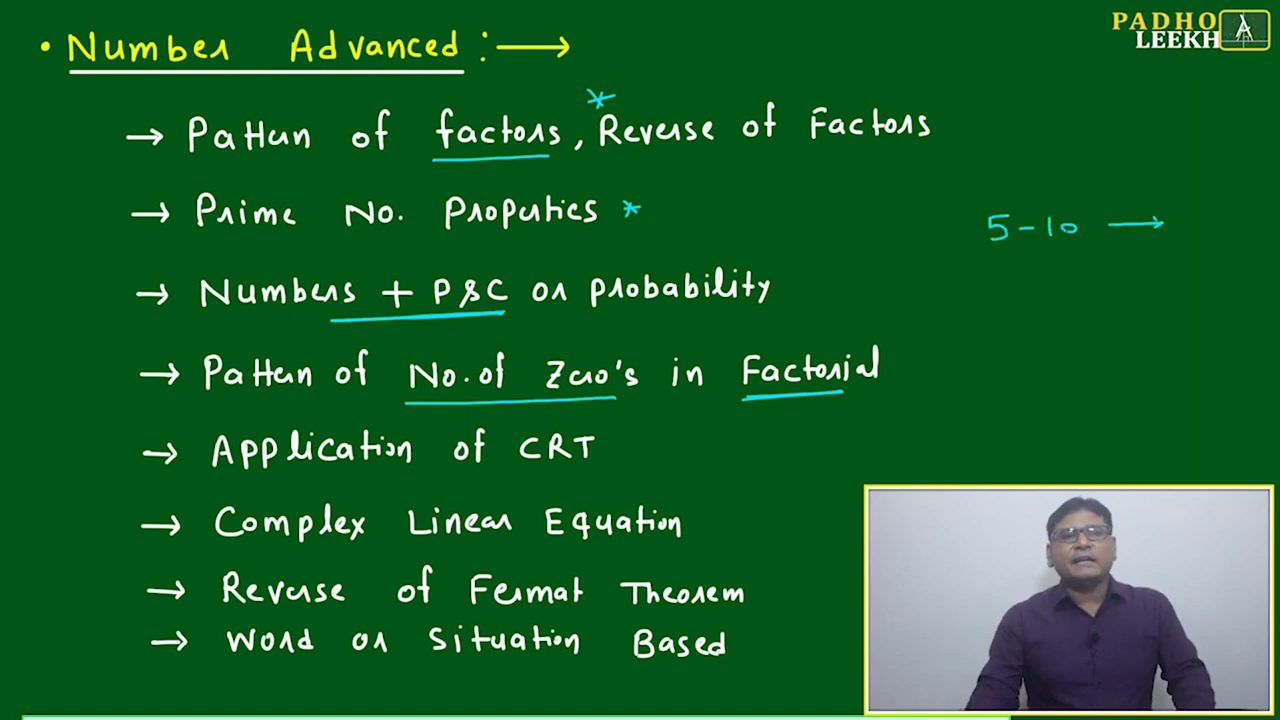 • Number Advanced :→
PADHO
LEEKH
→ Pattern of factors, *Reverse of Factors
→ Prime No. Properties *
5-10 →
→ Numbers + P&C or probability
→ Pattern of No. of Zero's in Factorial
→ Application of CRT
→ Complex Linear Equation
→ Reverse of Fermat Theorem
→ Word or Situation Based